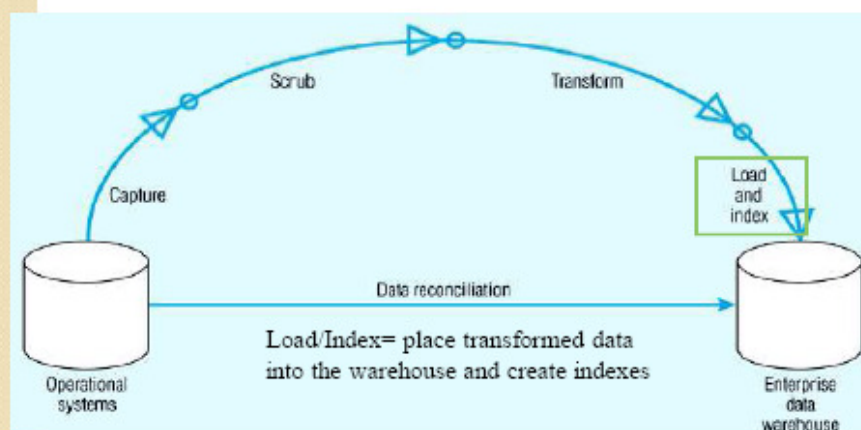 Scrub
Transform
Capture
Load
and
index
Data reconciliation
Load/Index= place transformed data
into the warehouse and create indexes
Operational
systems
Enterprise
data
warehouse